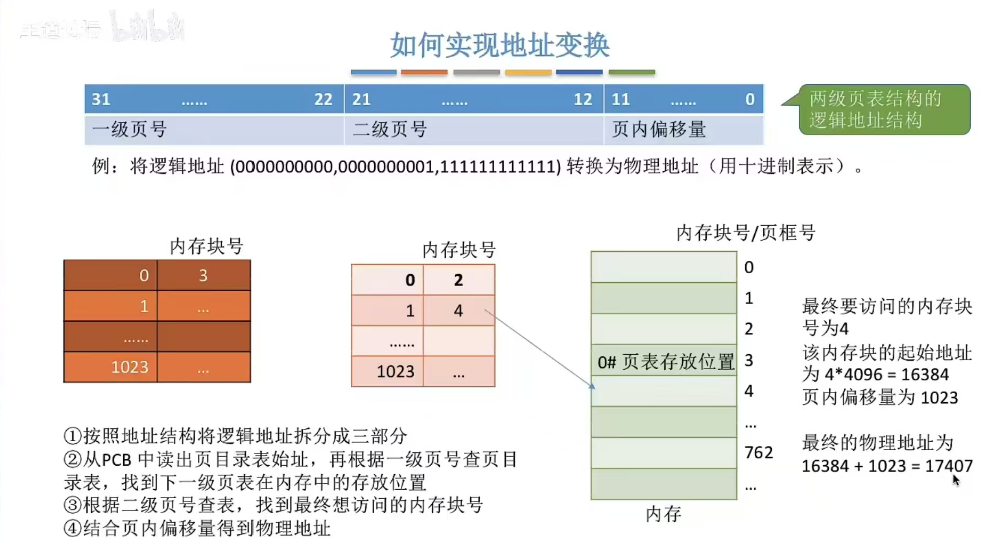 bilibili
如何实现地址变换
31 …… 22 21 …… 12 11 …… 0
一级页号 二级页号 页内偏移量
两级页表结构的
逻辑地址结构
例：将逻辑地址 (0000000000,0000000001,111111111111) 转换为物理地址（用十进制表示）。
内存块号
0 3
1 …
……
1023 …
内存块号
0 2
1 4
……
1023 …
内存块号/页框号
0
1
2
0# 页表存放位置 3
4
…
762
…
内存
最终要访问的内存块
号为4
该内存块的起始地址
为 4*4096 = 16384
页内偏移量为 1023
最终的物理地址为
16384 + 1023 = 17407
①按照地址结构将逻辑地址拆分成三部分
②从PCB 中读出页目录表始址，再根据一级页号查页目
录表，找到下一级页表在内存中的存放位置
③根据二级页号查表，找到最终想访问的内存块号
④结合页内偏移量得到物理地址